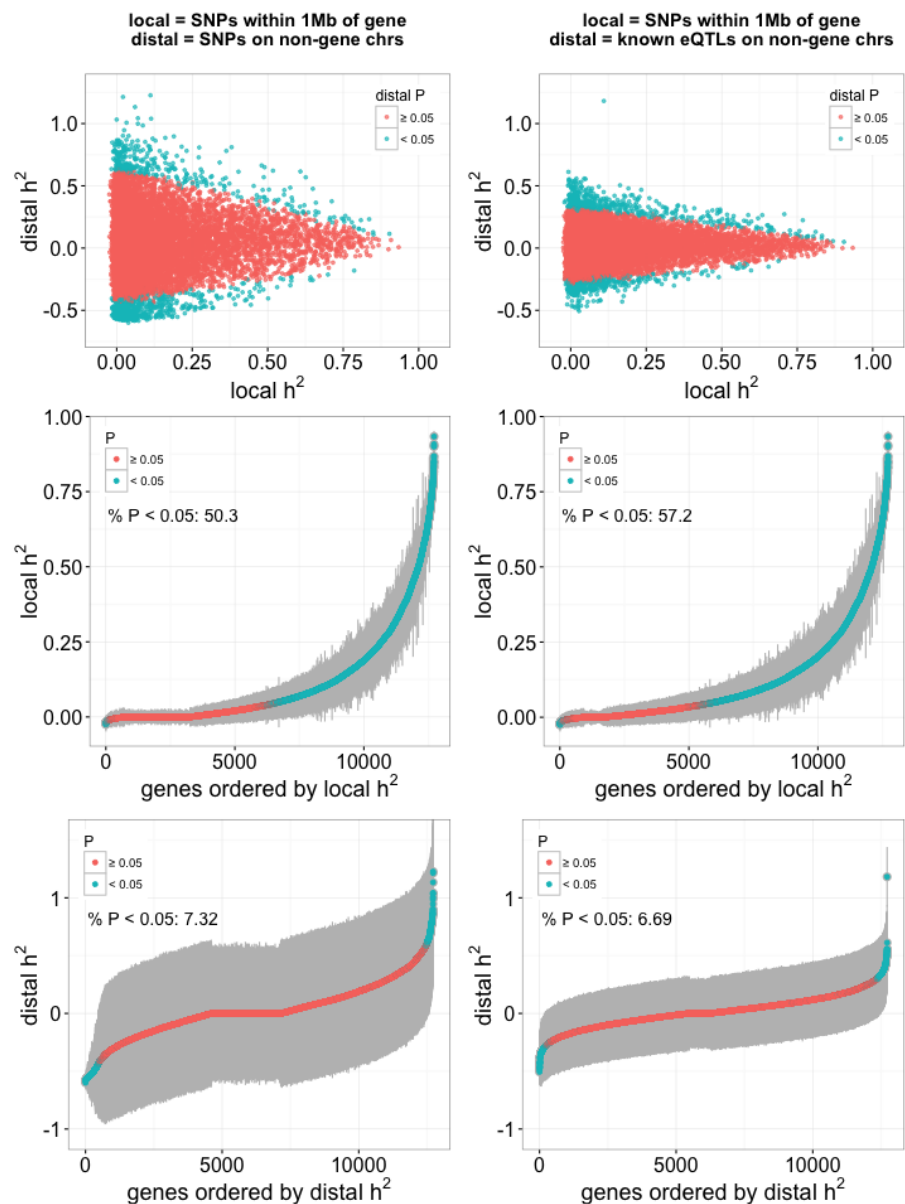 local = SNPs within 1Mb of gene
distal = SNPs on non-gene chrs
local = SNPs within 1Mb of gene
distal = known eQTLs on non-gene chrs
distal h²
1.0
0.5
0.0
-0.5
distal P
≥ 0.05
< 0.05
0.00 0.25 0.50 0.75 1.00
local h²
distal h²
1.0
0.5
0.0
-0.5
distal P
≥ 0.05
< 0.05
0.00 0.25 0.50 0.75 1.00
local h²
local h²
1.00
0.75
0.50
0.25
0.00
P
≥ 0.05
< 0.05
% P < 0.05: 50.3
0 5000 10000
genes ordered by local h²
local h²
1.00
0.75
0.50
0.25
0.00
P
≥ 0.05
< 0.05
% P < 0.05: 57.2
0 5000 10000
genes ordered by local h²
distal h²
1
0
-1
P
≥ 0.05
< 0.05
% P < 0.05: 7.32
0 5000 10000
genes ordered by distal h²
distal h²
1
0
-1
P
≥ 0.05
< 0.05
% P < 0.05: 6.69
0 5000 10000
genes ordered by distal h²